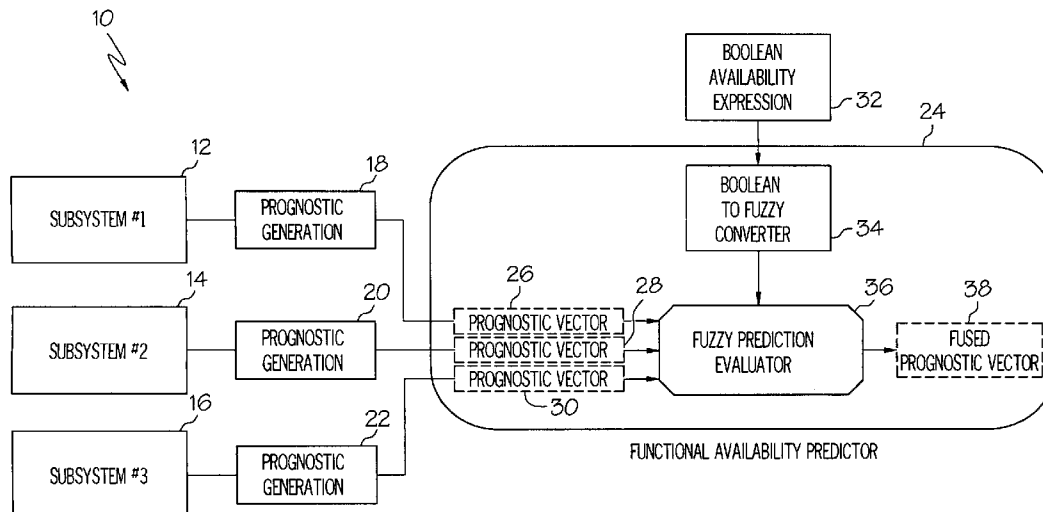 10
BOOLEAN
AVAILABILITY
EXPRESSION
32
24
12
SUBSYSTEM #1
18
PROGNOSTIC
GENERATION
BOOLEAN
TO FUZZY
CONVERTER
34
14
SUBSYSTEM #2
20
PROGNOSTIC
GENERATION
26
PROGNOSTIC VECTOR
28
PROGNOSTIC VECTOR
PROGNOSTIC VECTOR
30
36
FUZZY PREDICTION
EVALUATOR
38
FUSED
PROGNOSTIC VECTOR
16
SUBSYSTEM #3
22
PROGNOSTIC
GENERATION
FUNCTIONAL AVAILABILITY PREDICTOR